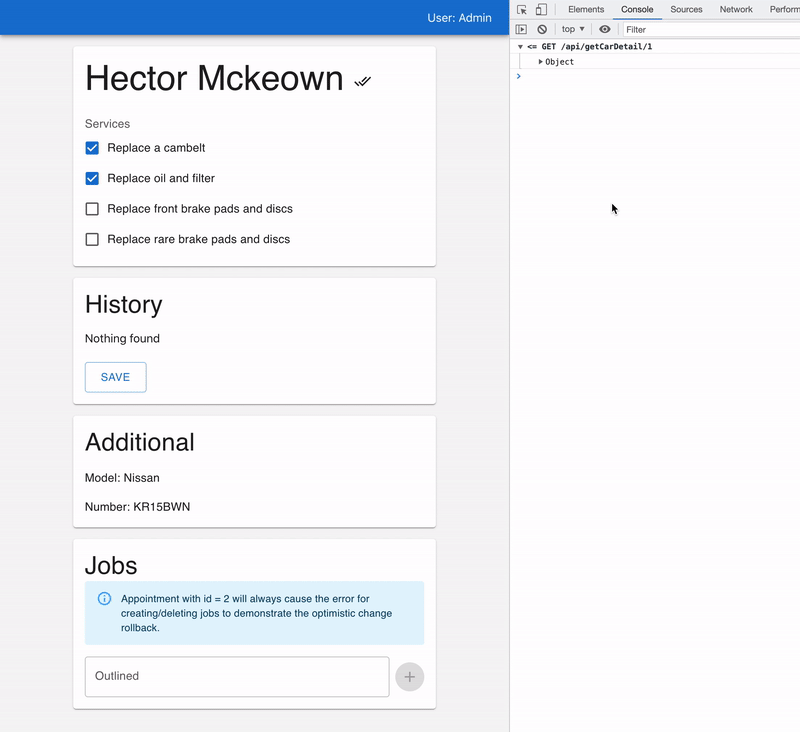 User: Admin
Hector Mckeown
Services
Replace a cambelt
Replace oil and filter
Replace front brake pads and discs
Replace rare brake pads and discs
History
Nothing found
SAVE
Additional
Model: Nissan
Number: KR15BWN
Jobs
Appointment with id = 2 will always cause the error for
creating/deleting jobs to demonstrate the optimistic change
rollback.
Outlined
Elements Console Sources Network Perform
top Filter
<= GET /api/getCarDetail/1
Object